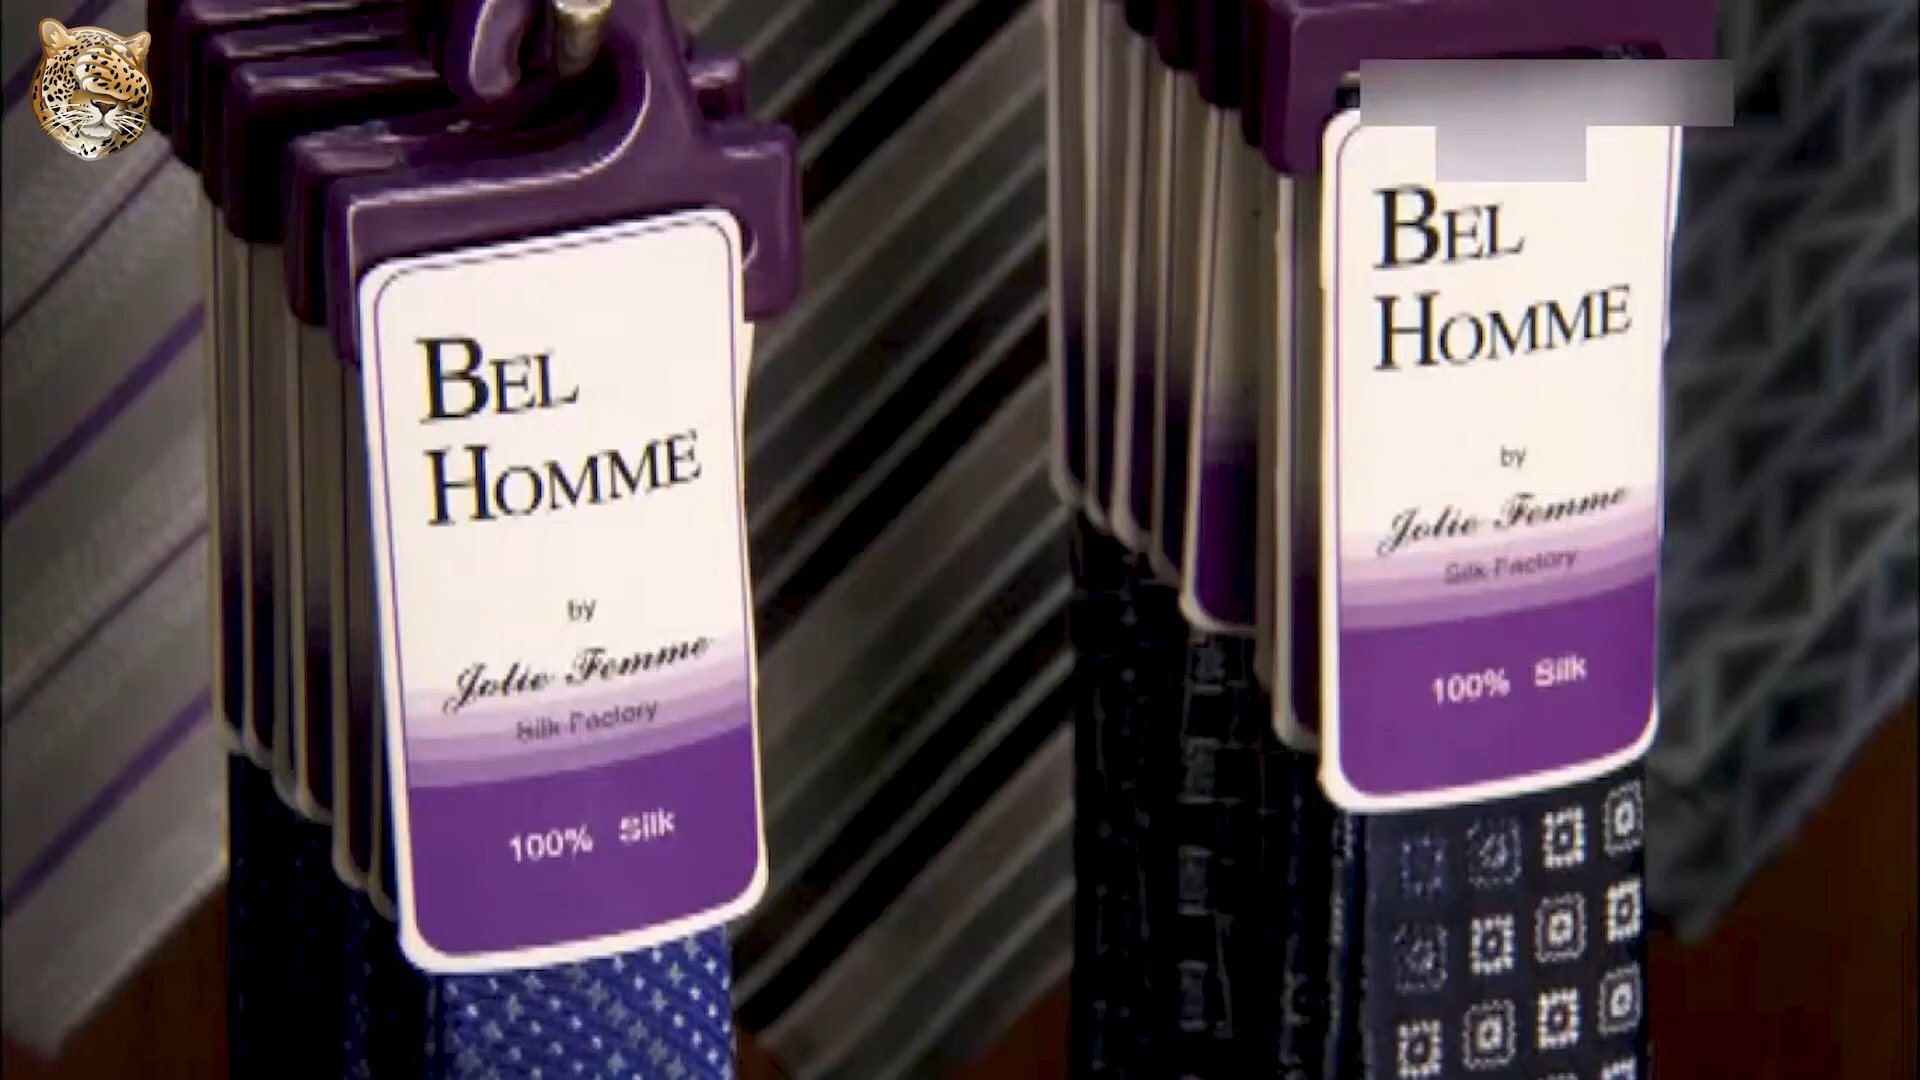 BEL
HOMME
by
Jolie Femme
Silk Factory
100% Silk
BEL
HOMME
by
Jolie Femme
Silk Factory
100% Silk